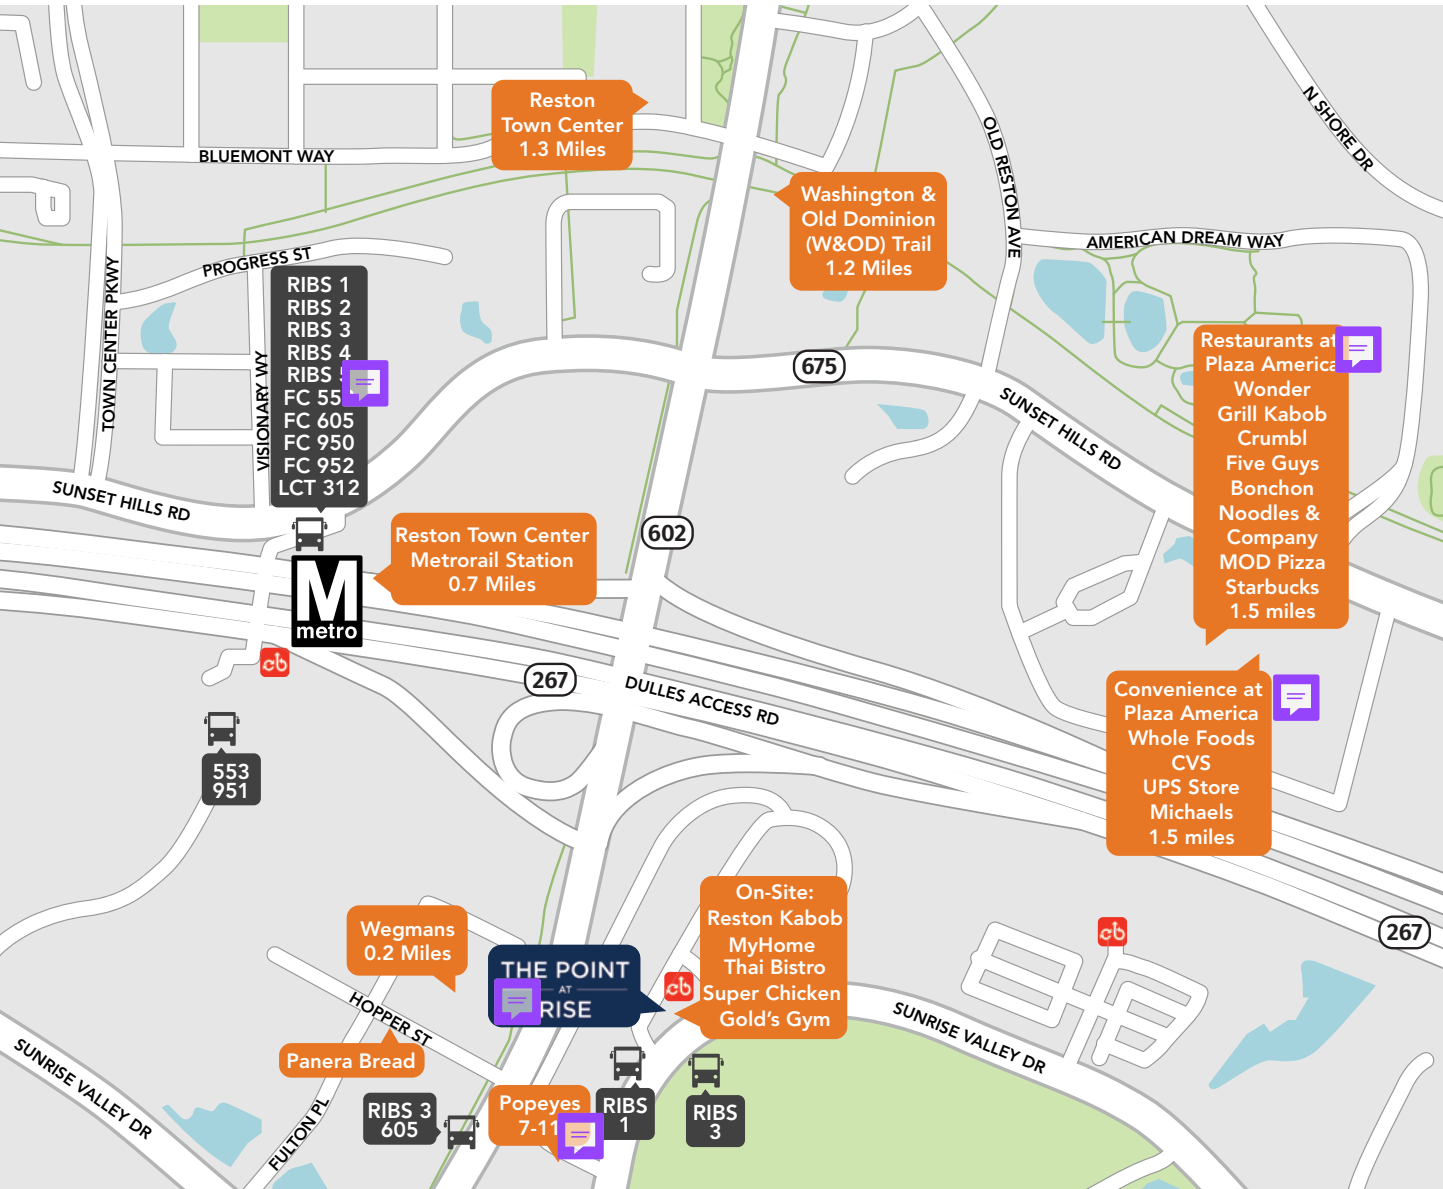 Reston
Town Center
1.3 Miles
BLUEMONT WAY
Washington &
Old Dominion
(W&OD) Trail
1.2 Miles
OLD RESTON AVE
N SHORE DR
AMERICAN DREAM WAY
PROGRESS ST
TOWN CENTER PKWY
VISIONARY WY
RIBS 1
RIBS 2
RIBS 3
RIBS 4
RIBS
FC 55
FC 605
FC 950
FC 952
LCT 312
675
SUNSET HILLS RD
Restaurants at
Plaza America
Wonder
Grill Kabob
Crumbl
Five Guys
Bonchon
Noodles &
Company
MOD Pizza
Starbucks
1.5 miles
SUNSET HILLS RD
Reston Town Center
Metrorail Station
0.7 Miles
602
M
metro
cb
267
DULLES ACCESS RD
Convenience at
Plaza America
Whole Foods
CVS
UPS Store
Michaels
1.5 miles
553
951
On-Site:
Reston Kabob
MyHome
Thai Bistro
Super Chicken
Gold's Gym
Wegmans
0.2 Miles
THE POINT
AT
RISE
cb
cb
267
HOPPER ST
Panera Bread
SUNRISE VALLEY DR
SUNRISE VALLEY DR
FULTON PL
RIBS 3
605
Popeyes
7-11
RIBS
1
RIBS
3